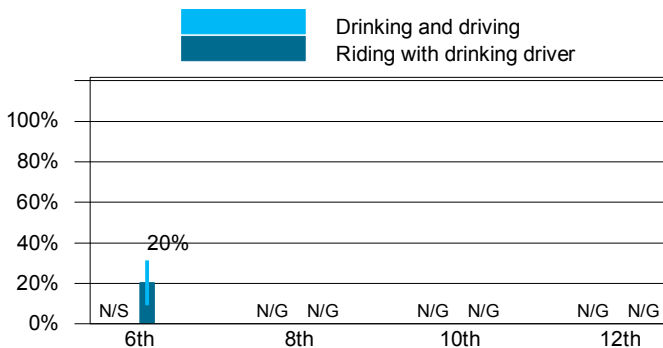 Drinking and driving
Riding with drinking driver
100%
80%
60%
40%
20%
20%
N/S N/G N/G N/G N/G N/G N/G
0%
6th 8th 10th 12th